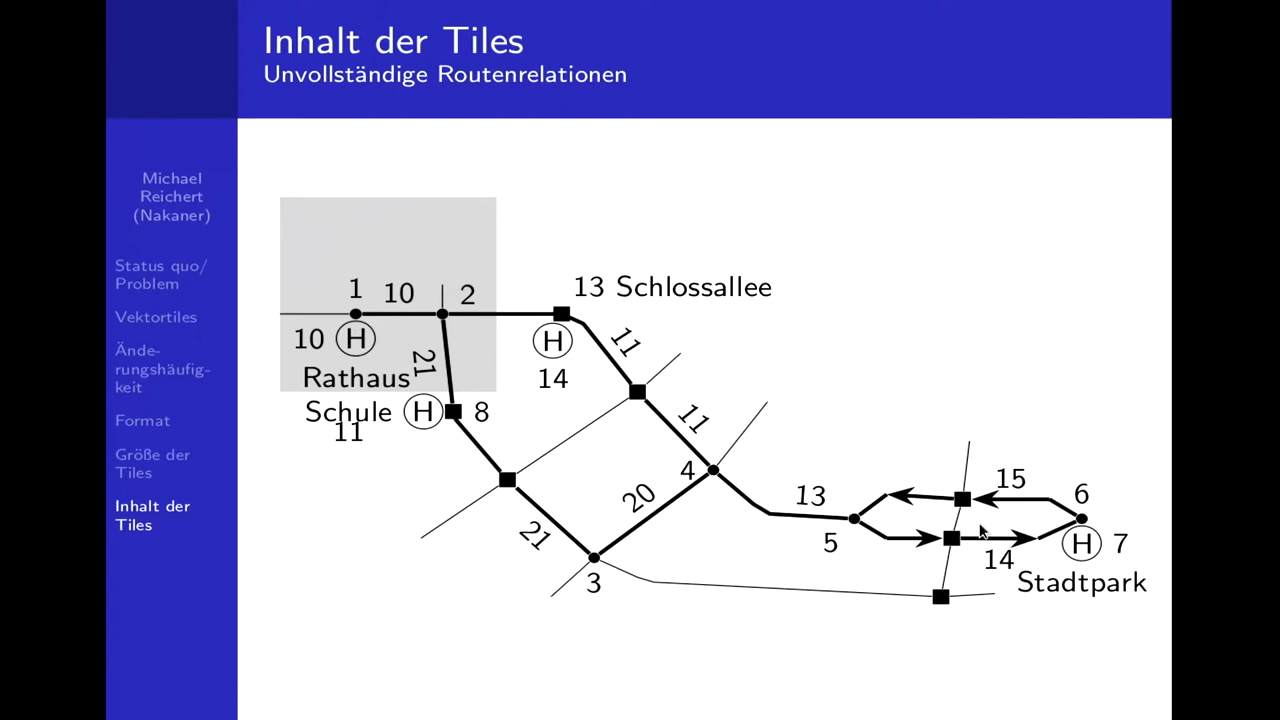 Inhalt der Tiles
Unvollständige Routenrelationen
Michael
Reichert
(Nakaner)
Status quo/
Problem
Vektortiles
Ände-
rungshäufig-
keit
Format
Größe der
Tiles
Inhalt der
Tiles
1
10
2
13 Schlossallee
10 H
H
11
21
14
Rathaus
Schule H 8
11
11
4
20
13
15
6
21
5
14
H 7
3
Stadtpark